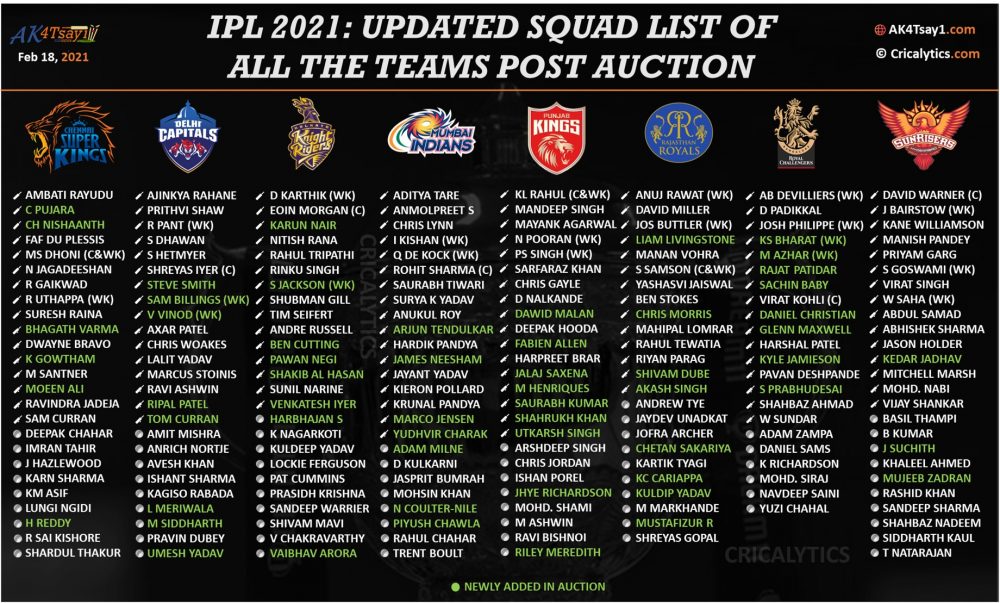 AK4Tsay1
Feb 18, 2021
IPL 2021: UPDATED SQUAD LIST OF
ALL THE TEAMS POST AUCTION
AK4Tsay1.com
© Cricalytics.com
CHENNAI
SUPER
KINGS
AMBATI RAYUDU
C PUJARA
CH NISHAANTH
FAF DU PLESSIS
MS DHONI (C&WK)
N JAGADEESHAN
R GAIKWAD
R UTHAPPA (WK)
SURESH RAINA
BHAGATH VARMA
DWAYNE BRAVO
K GOWTHAM
M SANTNER
MOEEN ALI
RAVINDRA JADEJA
SAM CURRAN
DEEPAK CHAHAR
IMRAN TAHIR
J HAZLEWOOD
KARN SHARMA
KM ASIF
LUNGI NGIDI
H REDDY
R SAI KISHORE
SHARDUL THAKUR
DELHI
CAPITALS
AJINKYA RAHANE
PRITHVI SHAW
R PANT (WK)
S DHAWAN
S HETMYER
SHREYAS IYER (C)
STEVE SMITH
SAM BILLINGS (WK)
V VINOD (WK)
AXAR PATEL
CHRIS WOAKES
LALIT YADAV
MARCUS STOINIS
RAVI ASHWIN
RIPAL PATEL
TOM CURRAN
AMIT MISHRA
ANRICH NORTJE
AVESH KHAN
ISHANT SHARMA
KAGISO RABADA
L MERIWALA
M SIDDHARTH
PRAVIN DUBEY
UMESH YADAV
Knight
Riders
D KARTHIK (WK)
EOIN MORGAN (C)
KARUN NAIR
NITISH RANA
RAHUL TRIPATHI
RINKU SINGH
S JACKSON (WK)
SHUBMAN GILL
TIM SEIFERT
ANDRE RUSSELL
BEN CUTTING
PAWAN NEGI
SHAKIB AL HASAN
SUNIL NARINE
VENKATESH IYER
HARBHAJAN S
K NAGARKOTI
KULDEEP YADAV
LOCKIE FERGUSON
PAT CUMMINS
PRASIDH KRISHNA
SANDEEP WARRIER
SHIVAM MAVI
V CHAKRAVARTHY
VAIBHAV ARORA
MUMBAI
INDIANS
ADITYA TARE
ANMOLPREET S
CHRIS LYNN
I KISHAN (WK)
Q DE KOCK (WK)
ROHIT SHARMA (C)
SAURABH TIWARI
SURYA K YADAV
ANUKUL ROY
ARJUN TENDULKAR
HARDIK PANDYA
JAMES NEESHAM
JAYANT YADAV
KIERON POLLARD
KRUNAL PANDYA
MARCO JENSEN
YUDHVIR CHARAK
ADAM MILNE
D KULKARNI
JASPRIT BUMRAH
MOHSIN KHAN
N COULTER-NILE
PIYUSH CHAWLA
RAHUL CHAHAR
TRENT BOULT
PUNJAB
KINGS
KL RAHUL (C&WK)
MANDEEP SINGH
MAYANK AGARWAL
N POORAN (WK)
PS SINGH (WK)
SARFARAZ KHAN
CHRIS GAYLE
D NALKANDE
DAWID MALAN
DEEPAK HOODA
FABIEN ALLEN
HARPREET BRAR
JALAJ SAXENA
M HENRIQUES
SAURABH KUMAR
SHAHRUKH KHAN
UTKARSH SINGH
ARSHDEEP SINGH
CHRIS JORDAN
ISHAN POREL
JHYE RICHARDSON
MOHD. SHAMI
M ASHWIN
RAVI BISHNOI
RILEY MEREDITH
RAJASTHAN
ROYALS
ANUJ RAWAT (WK)
DAVID MILLER
JOS BUTTLER (WK)
LIAM LIVINGSTONE
MANAN VOHRA
S SAMSON (C&WK)
YASHASVI JAISWAL
BEN STOKES
CHRIS MORRIS
MAHIPAL LOMRAR
RAHUL TEWATIA
RIYAN PARAG
SHIVAM DUBE
AKASH SINGH
ANDREW TYE
JAYDEV UNADKAT
JOFRA ARCHER
CHETAN SAKARIYA
KARTIK TYAGI
KC CARIAPPA
KULDIP YADAV
M MARKHANDE
MUSTAFIZUR R
SHREYAS GOPAL
ROYAL
CHALLENGERS
AB DEVILLIERS (WK)
D PADIKKAL
JOSH PHILIPPE (WK)
KS BHARAT (WK)
M AZHAR (WK)
RAJAT PATIDAR
SACHIN BABY
VIRAT KOHLI (C)
DANIEL CHRISTIAN
GLENN MAXWELL
HARSHAL PATEL
KYLE JAMIESON
PAVAN DESHPANDE
S PRABHUDESAI
SHAHBAZ AHMAD
W SUNDAR
ADAM ZAMPA
DANIEL SAMS
K RICHARDSON
MOHD. SIRAJ
NAVDEEP SAINI
YUZI CHAHAL
SUNRISERS
DAVID WARNER (C)
J BAIRSTOW (WK)
KANE WILLIAMSON
MANISH PANDEY
PRIYAM GARG
S GOSWAMI (WK)
VIRAT SINGH
W SAHA (WK)
ABDUL SAMAD
ABHISHEK SHARMA
JASON HOLDER
KEDAR JADHAV
MITCHELL MARSH
MOHD. NABI
VIJAY SHANKAR
BASIL THAMPI
B KUMAR
J SUCHITH
KHALEEL AHMED
MUJEEB ZADRAN
RASHID KHAN
SANDEEP SHARMA
SHAHBAZ NADEEM
SIDDHARTH KAUL
T NATARAJAN
CRICALYTICS
CRICALYTICS
CRICALYTICS
NEWLY ADDED IN AUCTION